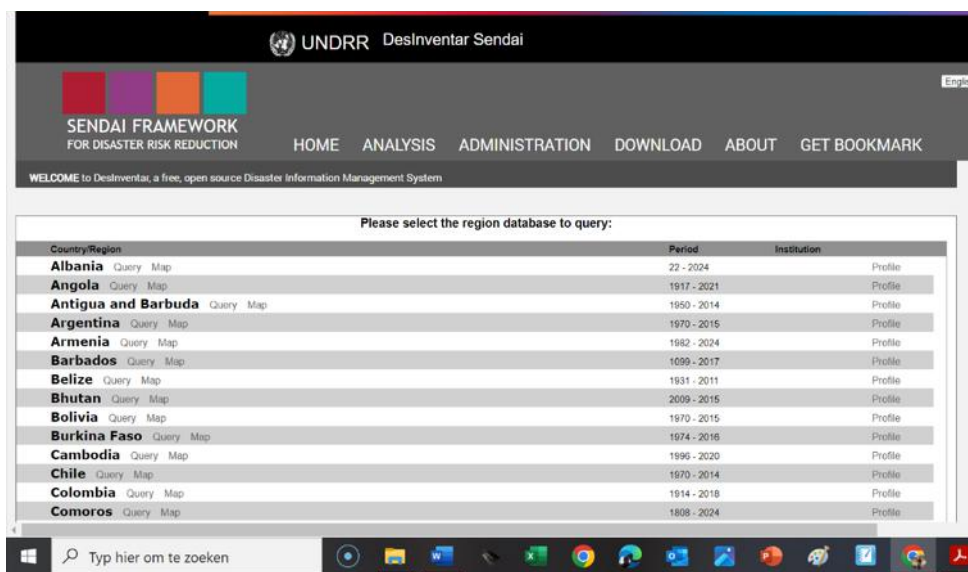 UNDRR DesInventar Sendai
Engli
SENDAI FRAMEWORK
FOR DISASTER RISK REDUCTION
HOME ANALYSIS ADMINISTRATION DOWNLOAD ABOUT GET BOOKMARK
WELCOME to DesInventar, a free, open source Disaster Information Management System
Please select the region database to query:
Country/Region Period Institution
Albania Query Map 22 - 2024 Profile
Angola Query Map 1917 - 2021 Profile
Antigua and Barbuda Query Map 1950 - 2014 Profile
Argentina Query Map 1970 - 2015 Profile
Armenia Query Map 1982 - 2024 Profile
Barbados Query Map 1099 - 2017 Profile
Belize Query Map 1931 - 2011 Profile
Bhutan Query Map 2009 - 2015 Profile
Bolivia Query Map 1970 - 2015 Profile
Burkina Faso Query Map 1974 - 2016 Profile
Cambodia Query Map 1996 - 2020 Profile
Chile Query Map 1970 - 2014 Profile
Colombia Query Map 1914 - 2018 Profile
Comoros Query Map 1808 - 2024 Profile
Typ hier om te zoeken